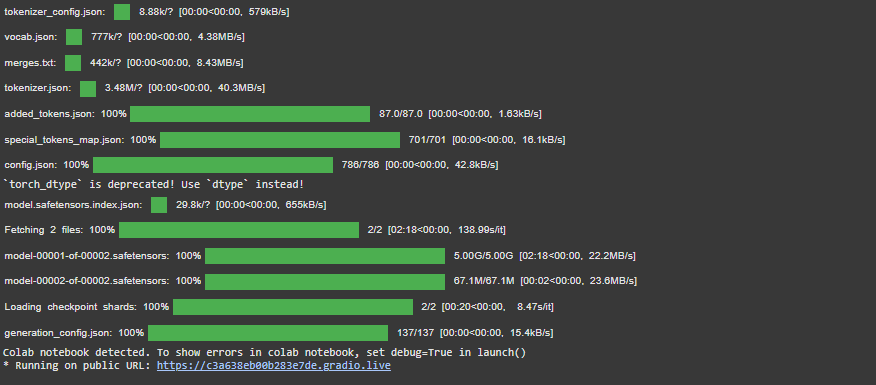 tokenizer_config.json: 8.88k/? [00:00<00:00, 579kB/s]
vocab.json: 777k/? [00:00<00:00, 4.38MB/s]
merges.txt: 442k/? [00:00<00:00, 8.43MB/s]
tokenizer.json: 3.48M/? [00:00<00:00, 40.3MB/s]
added_tokens.json: 100% 87.0/87.0 [00:00<00:00, 1.63kB/s]
special_tokens_map.json: 100% 701/701 [00:00<00:00, 16.1kB/s]
config.json: 100% 786/786 [00:00<00:00, 42.8kB/s]
`torch_dtype` is deprecated! Use `dtype` instead!
model.safetensors.index.json: 29.8k/? [00:00<00:00, 655kB/s]
Fetching 2 files: 100% 2/2 [02:18<00:00, 138.99s/it]
model-00001-of-00002.safetensors: 100% 5.00G/5.00G [02:18<00:00, 22.2MB/s]
model-00002-of-00002.safetensors: 100% 67.1M/67.1M [00:02<00:00, 23.6MB/s]
Loading checkpoint shards: 100% 2/2 [00:20<00:00, 8.47s/it]
generation_config.json: 100% 137/137 [00:00<00:00, 15.4kB/s]
Colab notebook detected. To show errors in colab notebook, set debug=True in launch()
* Running on public URL: https://c3a638eb00b283e7de.gradio.live